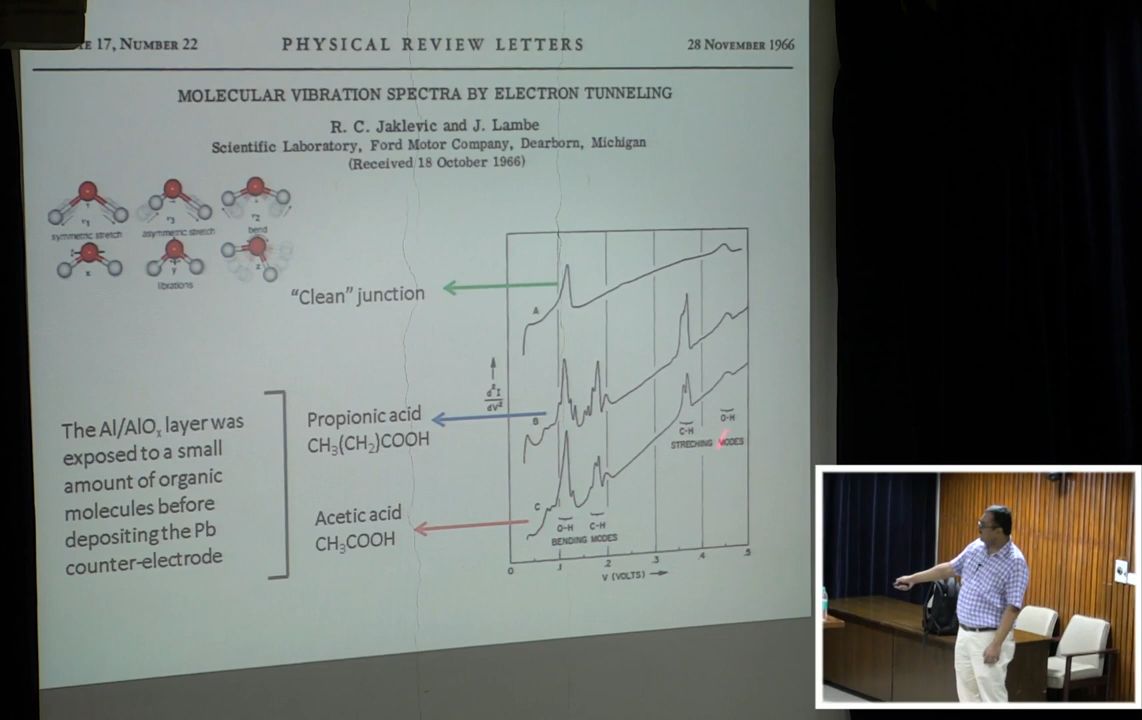 17, NUMBER 22
PHYSICAL REVIEW LETTERS
28 NOVEMBER 1966
MOLECULAR VIBRATION SPECTRA BY ELECTRON TUNNELING
R. C. Jaklevic and J. Lambe
Scientific Laboratory, Ford Motor Company, Dearborn, Michigan
(Received 18 October 1966)
symmetric stretch
asymmetric stretch
bend
x
y
z
librations
"Clean" junction
The Al/AlOₓ layer was
exposed to a small
amount of organic
molecules before
depositing the Pb
counter-electrode
Propionic acid
CH₃(CH₂)COOH
Acetic acid
CH₃COOH
A
B
C
d²I
dV²
O-H
C-H
BENDING MODES
C-H
O-H
STRECHING MODES
0
.1
.2
.3
.4
.5
V (VOLTS)